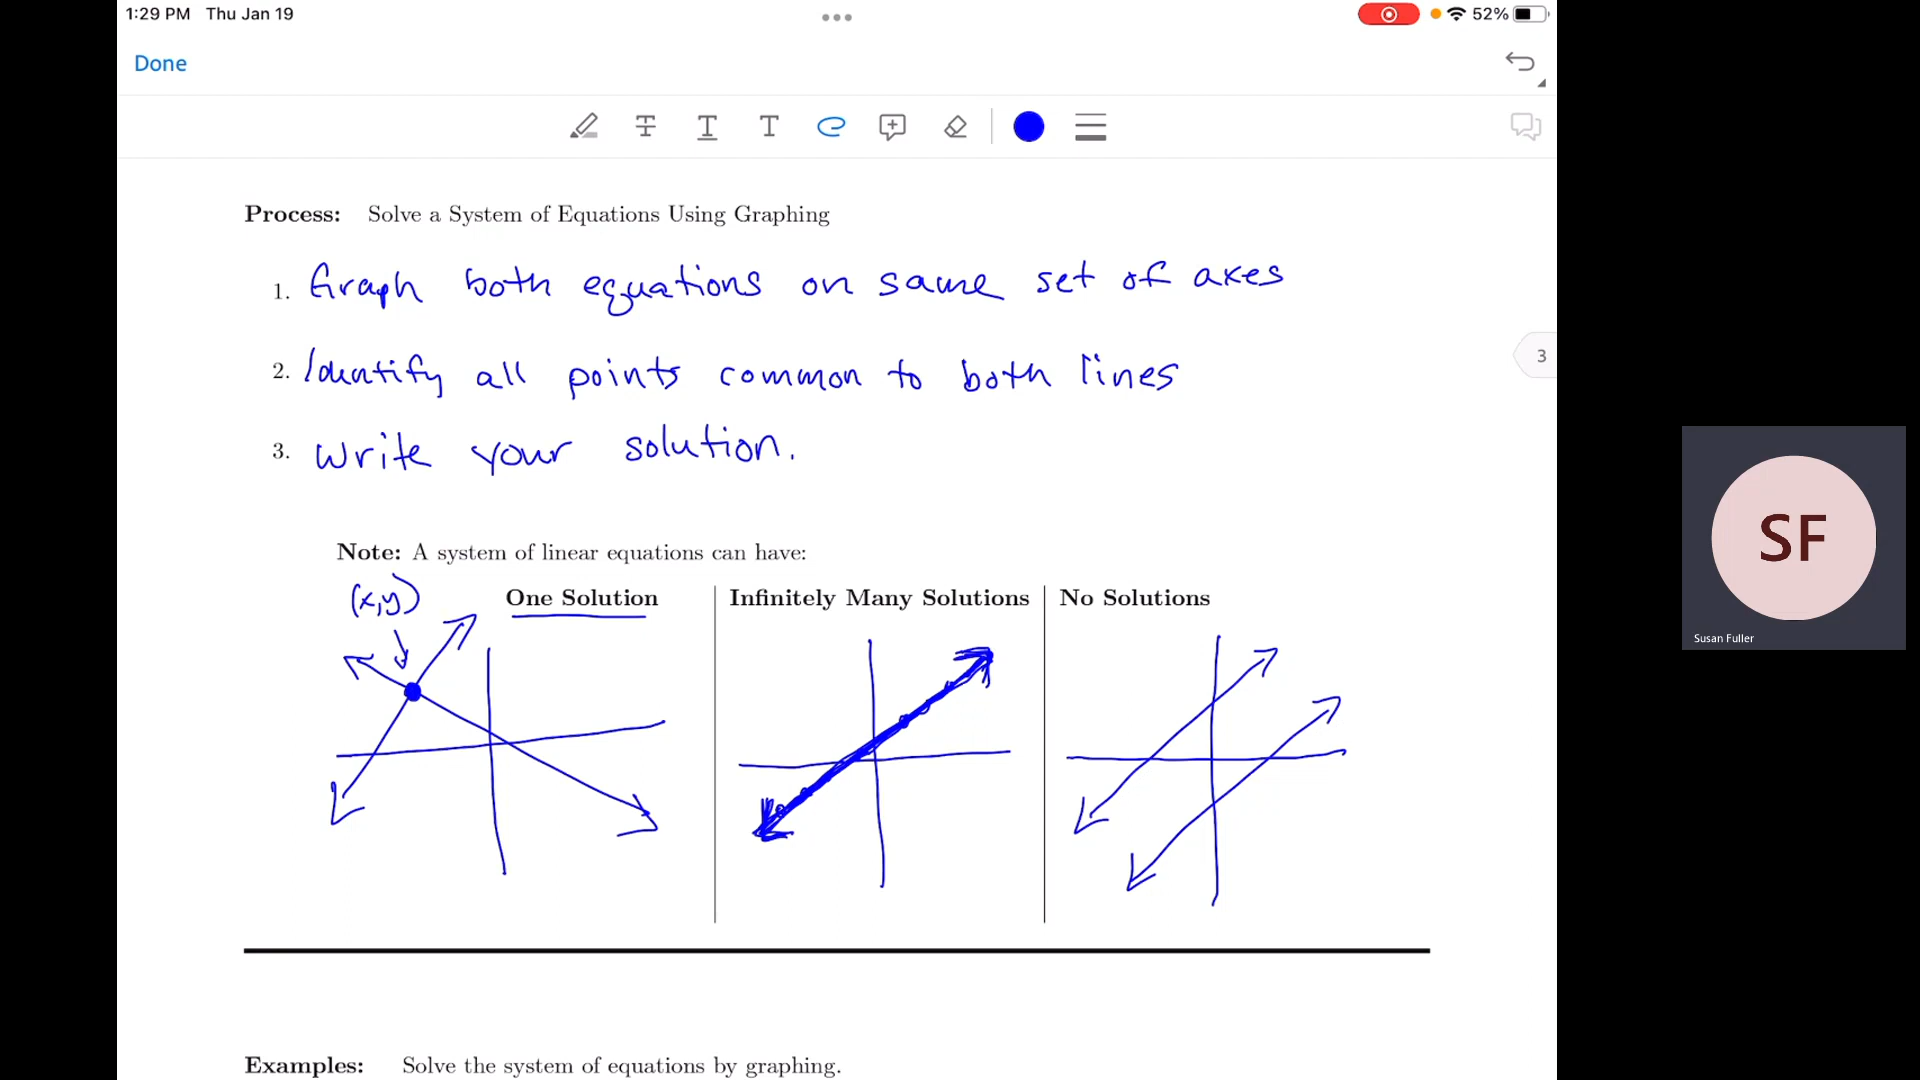 1:29 PM Thu Jan 19
52%
Done
Process: Solve a System of Equations Using Graphing
1. Graph both equations on same set of axes
3
2. Identify all points common to both lines
3. Write your solution.
SF
Susan Fuller
Note: A system of linear equations can have:
(x,y)
One Solution
Infinitely Many Solutions
No Solutions
Examples: Solve the system of equations by graphing.